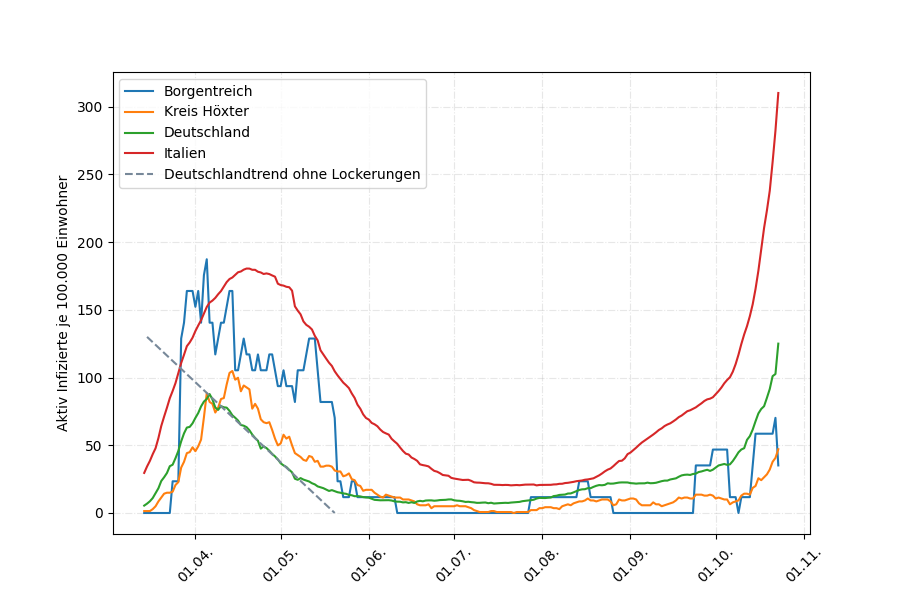 Borgentreich
Kreis Höxter
Deutschland
Italien
Deutschlandtrend ohne Lockerungen
Aktiv Infizierte je 100.000 Einwohner
300
250
200
150
100
50
0
01.04.
01.05.
01.06.
01.07.
01.08.
01.09.
01.10.
01.11.